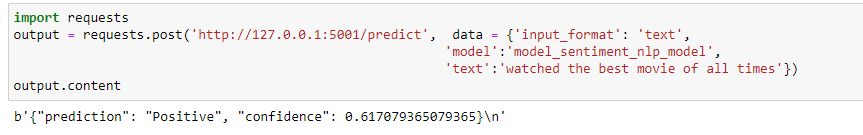 import requests
output = requests.post('http://127.0.0.1:5001/predict',  data = {'input_format': 'text',
'model':'model_sentiment_nlp_model',
'text':'watched the best movie of all times'})
output.content
b'{"prediction": "Positive", "confidence": 0.617079365079365}\n'